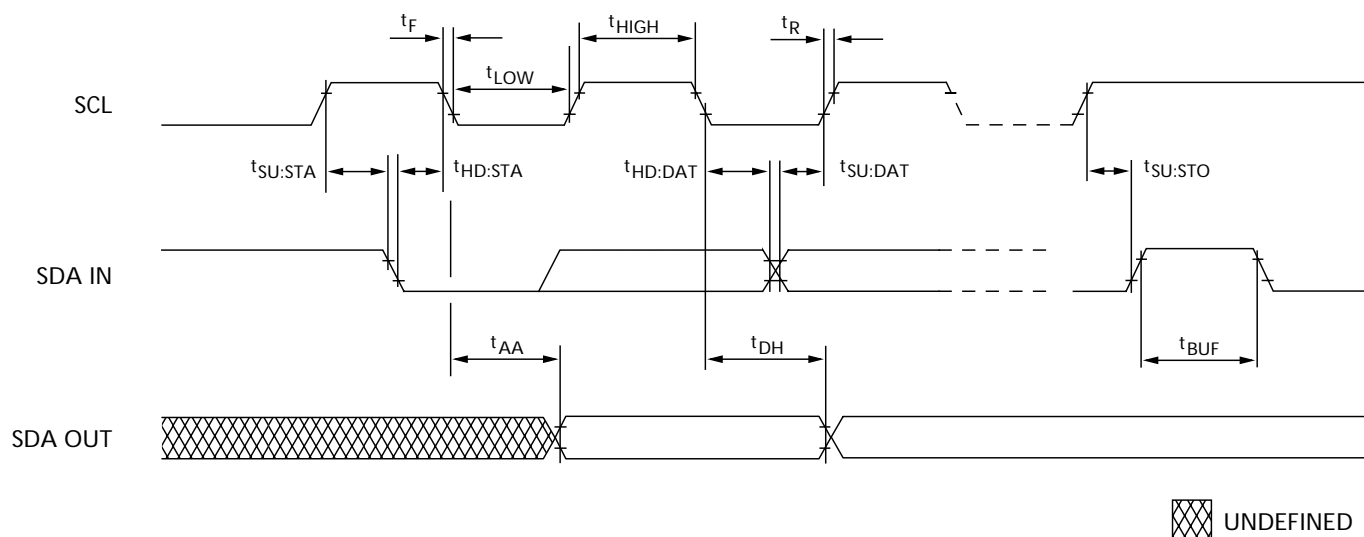 tF
tHIGH
tR
tLOW
SCL
tSU:STA
tHD:STA
tHD:DAT
tSU:DAT
tSU:STO
SDA IN
tAA
tDH
tBUF
SDA OUT
UNDEFINED